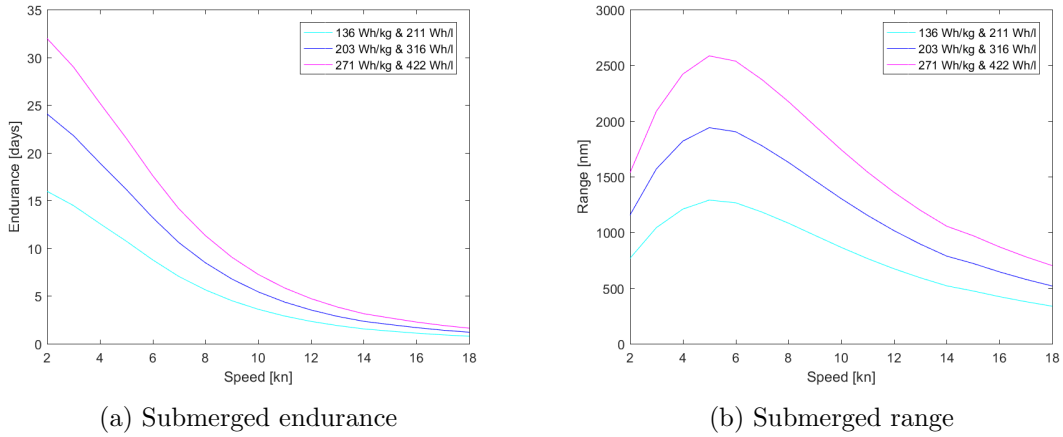 35
30
25
20
15
10
5
0
Endurance [days]
2 4 6 8 10 12 14 16 18
Speed [kn]
136 Wh/kg & 211 Wh/l
203 Wh/kg & 316 Wh/l
271 Wh/kg & 422 Wh/l
(a) Submerged endurance
3000
2500
2000
1500
1000
500
0
Range [nm]
2 4 6 8 10 12 14 16 18
Speed [kn]
136 Wh/kg & 211 Wh/l
203 Wh/kg & 316 Wh/l
271 Wh/kg & 422 Wh/l
(b) Submerged range